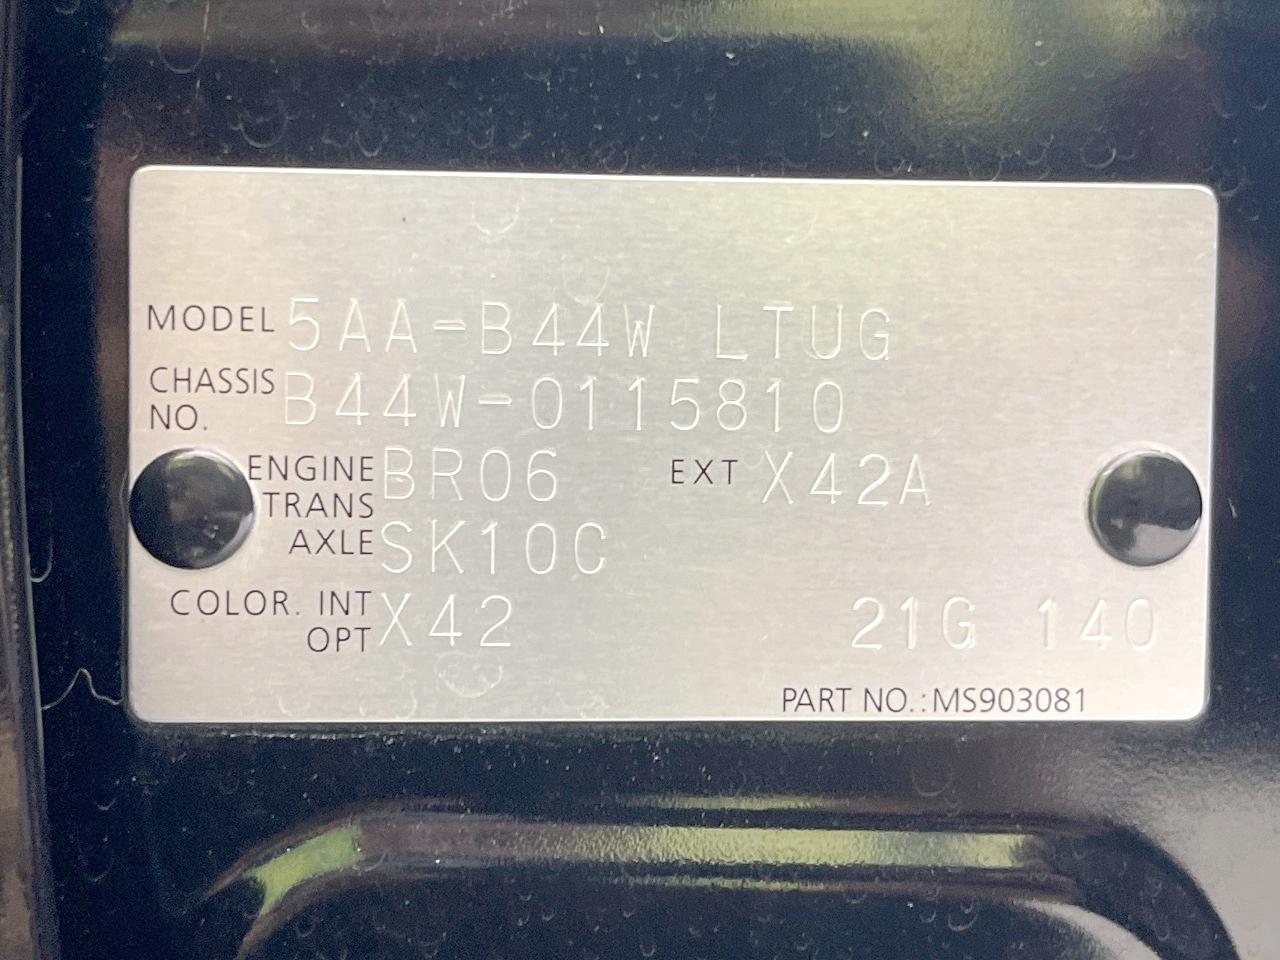 MODEL 5AA-B44W LTUG
CHASSIS NO. B44W-0115810
ENGINE BR06 EXT X42A
TRANS
AXLE SK10C
COLOR. INT X42
OPT 21G 140
PART NO.:MS903081